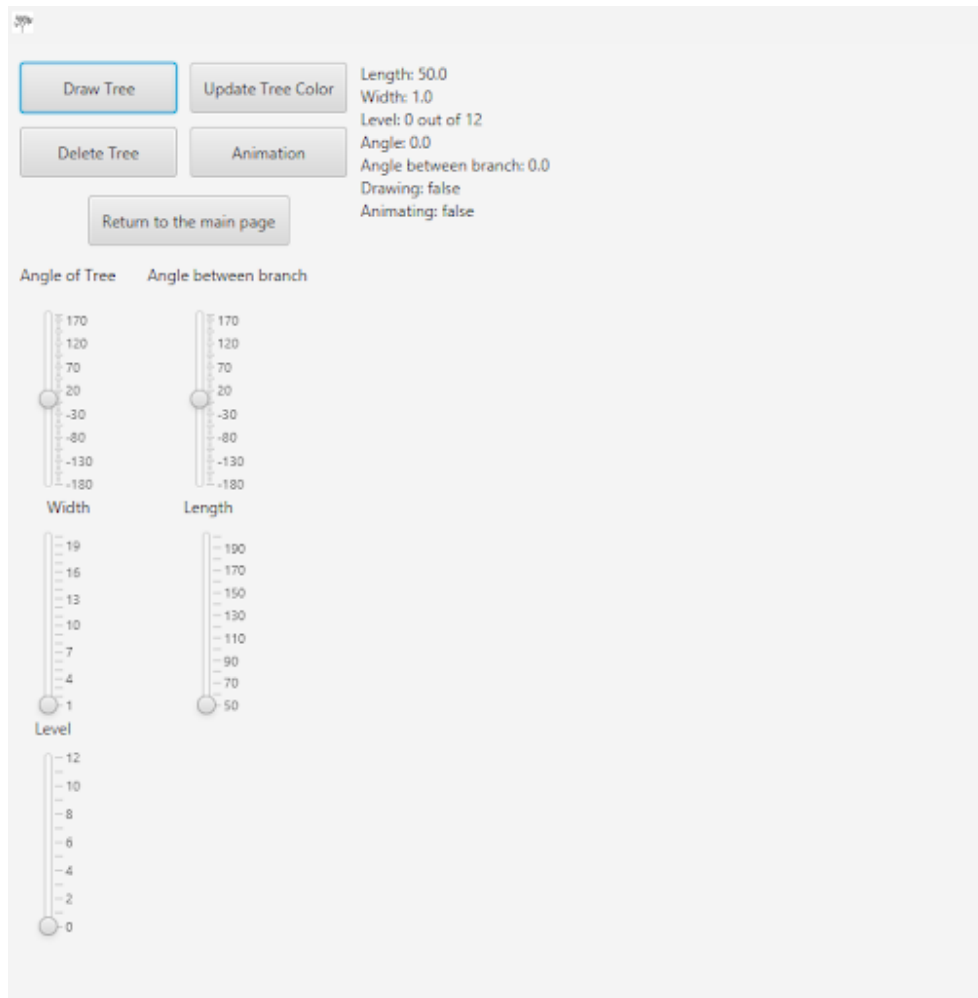 Draw Tree
Update Tree Color
Delete Tree
Animation
Return to the main page
Length: 50.0
Width: 1.0
Level: 0 out of 12
Angle: 0.0
Angle between branch: 0.0
Drawing: false
Animating: false
Angle of Tree
Angle between branch
170
120
70
20
-30
-80
-130
-180
170
120
70
20
-30
-80
-130
-180
Width
Length
19
16
13
10
7
4
1
190
170
150
130
110
90
70
50
Level
12
10
8
6
4
2
0